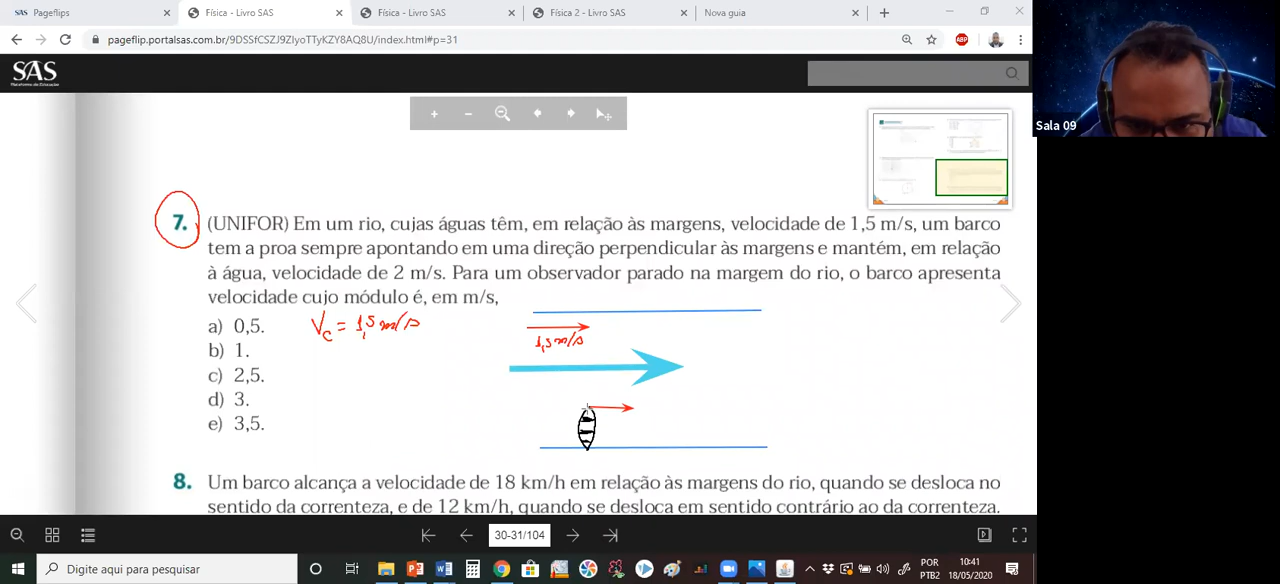 Pageflips
Física - Livro SAS
Física - Livro SAS
Física 2 - Livro SAS
Nova guia
pageflip.portalsas.com.br/9DSSfCSZJ9ZIyoTTyKZY8AQ8U/index.html#p=31
SAS
Plataforma de Educação
Sala 09
7. (UNIFOR) Em um rio, cujas águas têm, em relação às margens, velocidade de 1,5 m/s, um barco
tem a proa sempre apontando em uma direção perpendicular às margens e mantém, em relação
à água, velocidade de 2 m/s. Para um observador parado na margem do rio, o barco apresenta
velocidade cujo módulo é, em m/s,
a) 0,5.
Vc = 1,5 m/s
1,5 m/s
b) 1.
c) 2,5.
d) 3.
e) 3,5.
8. Um barco alcança a velocidade de 18 km/h em relação às margens do rio, quando se desloca no
sentido da correnteza, e de 12 km/h, quando se desloca em sentido contrário ao da correnteza.
30-31/104
Digite aqui para pesquisar
POR
PTB2
10:41
18/05/2020